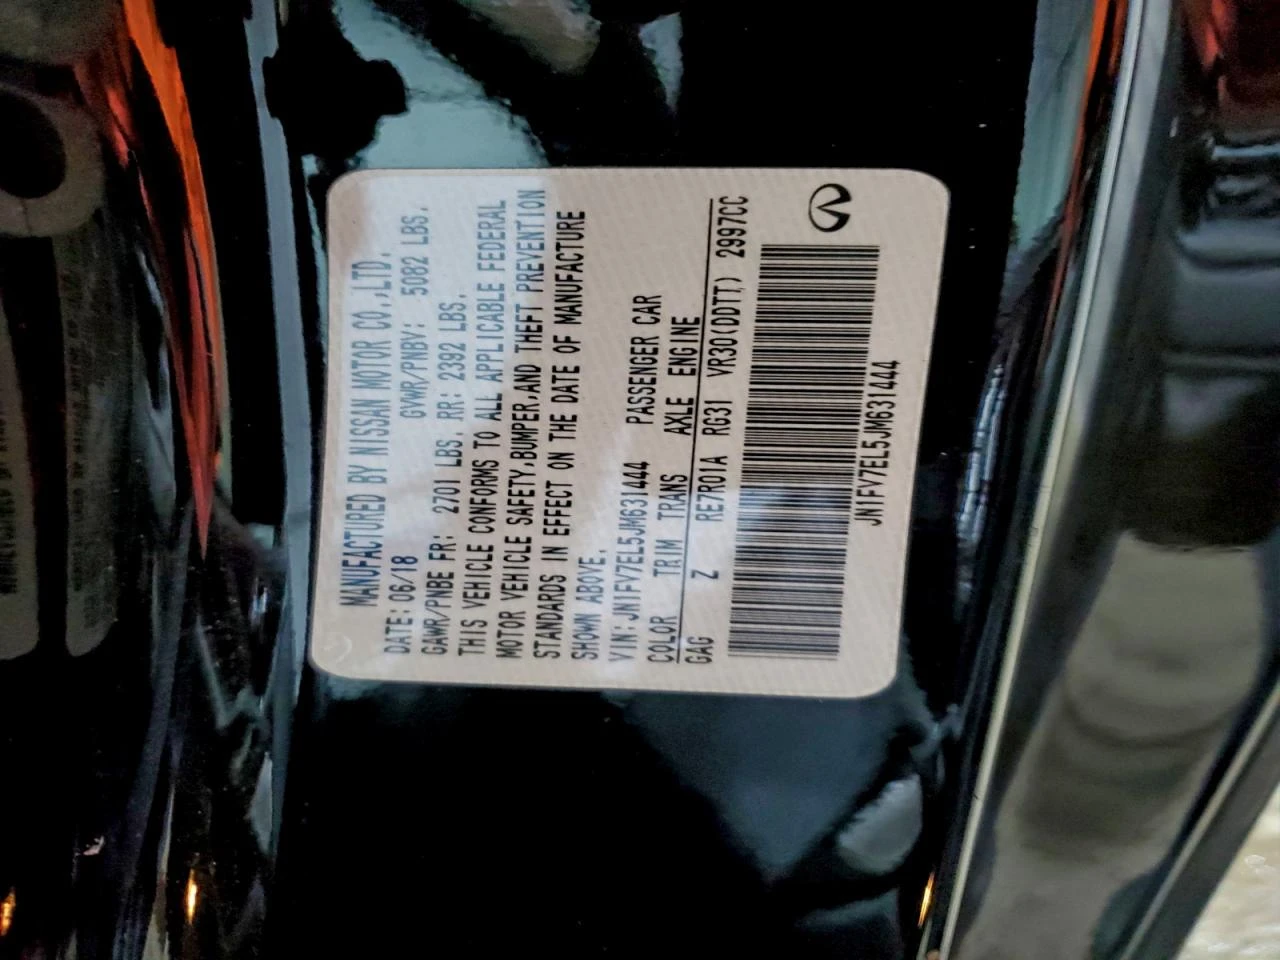 MANUFACTURED BY NISSAN MOTOR CO.,LTD.
DATE: 06/18 GVWR/PNBV: 5082 LBS.
GAWR/PNBE FR: 2701 LBS. RR: 2392 LBS.
THIS VEHICLE CONFORMS TO ALL APPLICABLE FEDERAL
MOTOR VEHICLE SAFETY,BUMPER,AND THEFT PREVENTION
STANDARDS IN EFFECT ON THE DATE OF MANUFACTURE
SHOWN ABOVE.
VIN:JN1FV7EL5JM631444 PASSENGER CAR
COLOR TRIM TRANS AXLE ENGINE
GAG Z RE7R01A RG31 VR30(DDTT) 2997CC
JN1FV7EL5JM631444